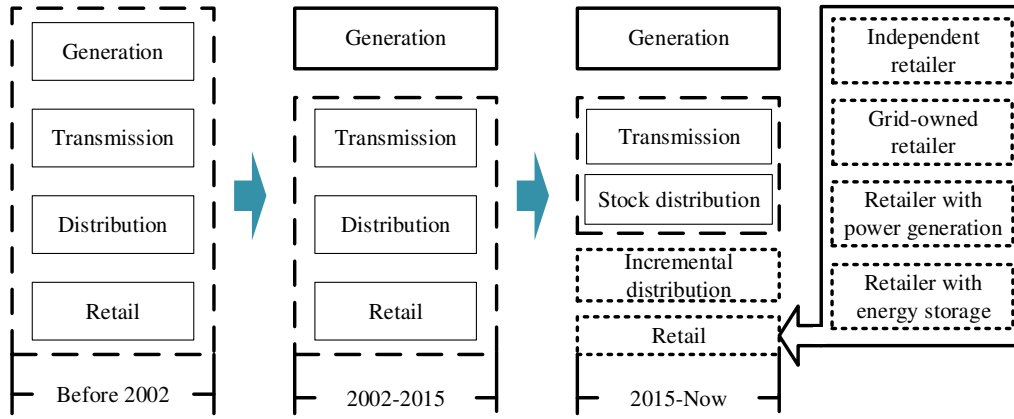 Generation
Transmission
Distribution
Retail
Before 2002
Generation
Transmission
Distribution
Retail
2002-2015
Generation
Transmission
Stock distribution
Incremental
distribution
Retail
2015-Now
Independent
retailer
Grid-owned
retailer
Retailer with
power generation
Retailer with
energy storage